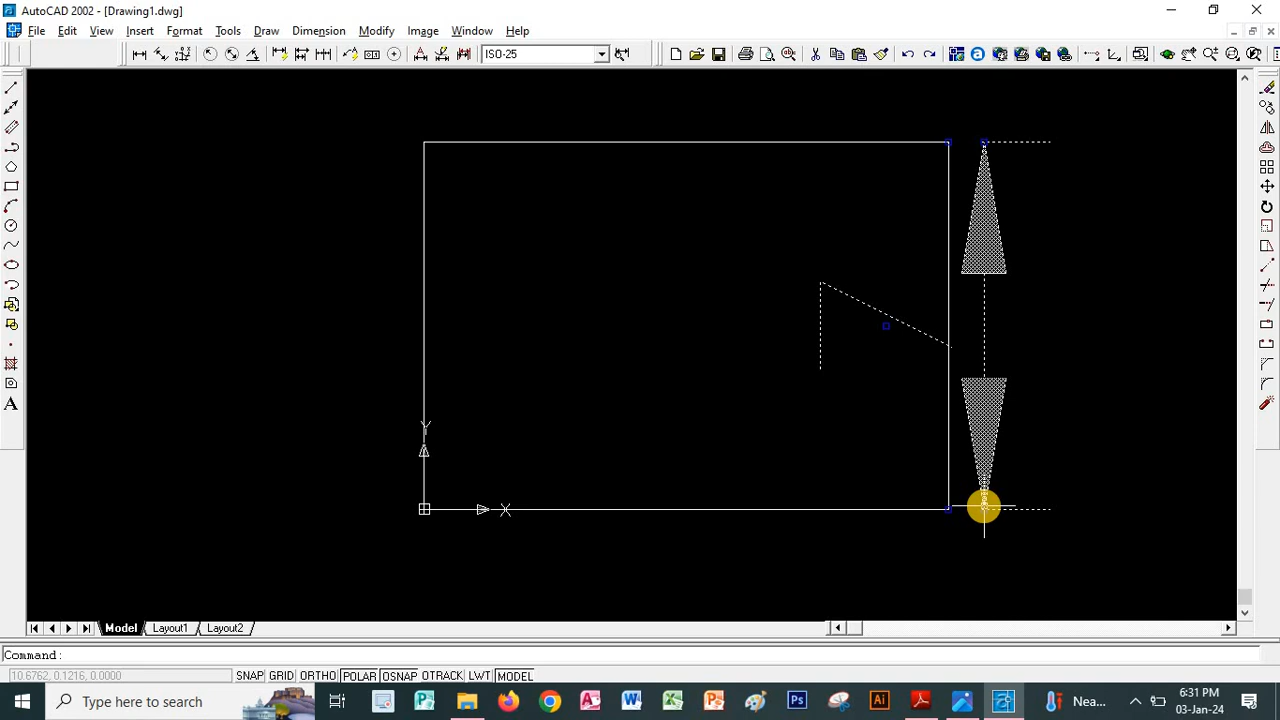 AutoCAD 2002 - [Drawing1.dwg]
File Edit View Insert Format Tools Draw Dimension Modify Image Window Help
ISO-25
Y
X
Model Layout1 Layout2
Command:
10.6762, 0.1216, 0.0000 SNAP GRID ORTHO POLAR OSNAP OTRACK LWT MODEL
Type here to search
Nea...
6:31 PM
03-Jan-24